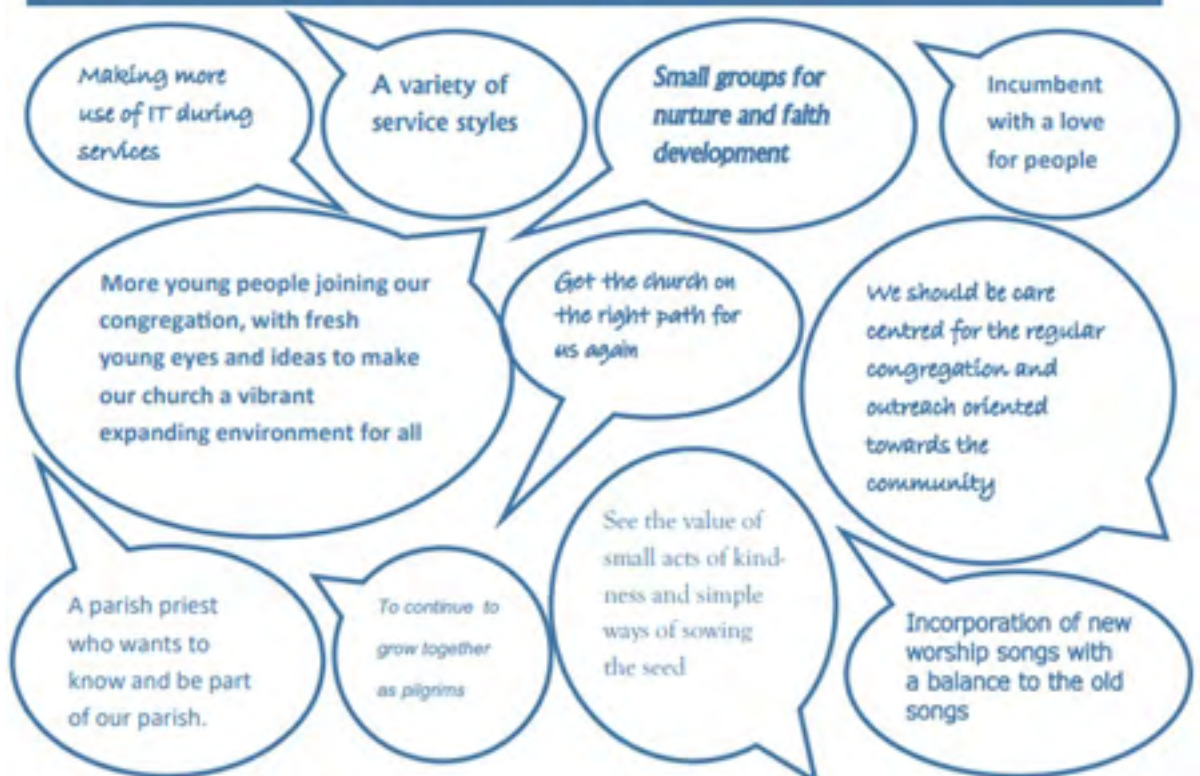 Making more
use of IT during
services
A variety of
service styles
Small groups for
nurture and faith
development
Incumbent
with a love
for people
More young people joining our
congregation, with fresh
young eyes and ideas to make
our church a vibrant
expanding environment for all
Get the church on
the right path for
us again
We should be care
centred for the regular
congregation and
outreach oriented
towards the
community
A parish priest
who wants to
know and be part
of our parish.
To continue to
grow together
as pilgrims
See the value of
small acts of kind-
ness and simple
ways of sowing
the seed
Incorporation of new
worship songs with
a balance to the old
songs